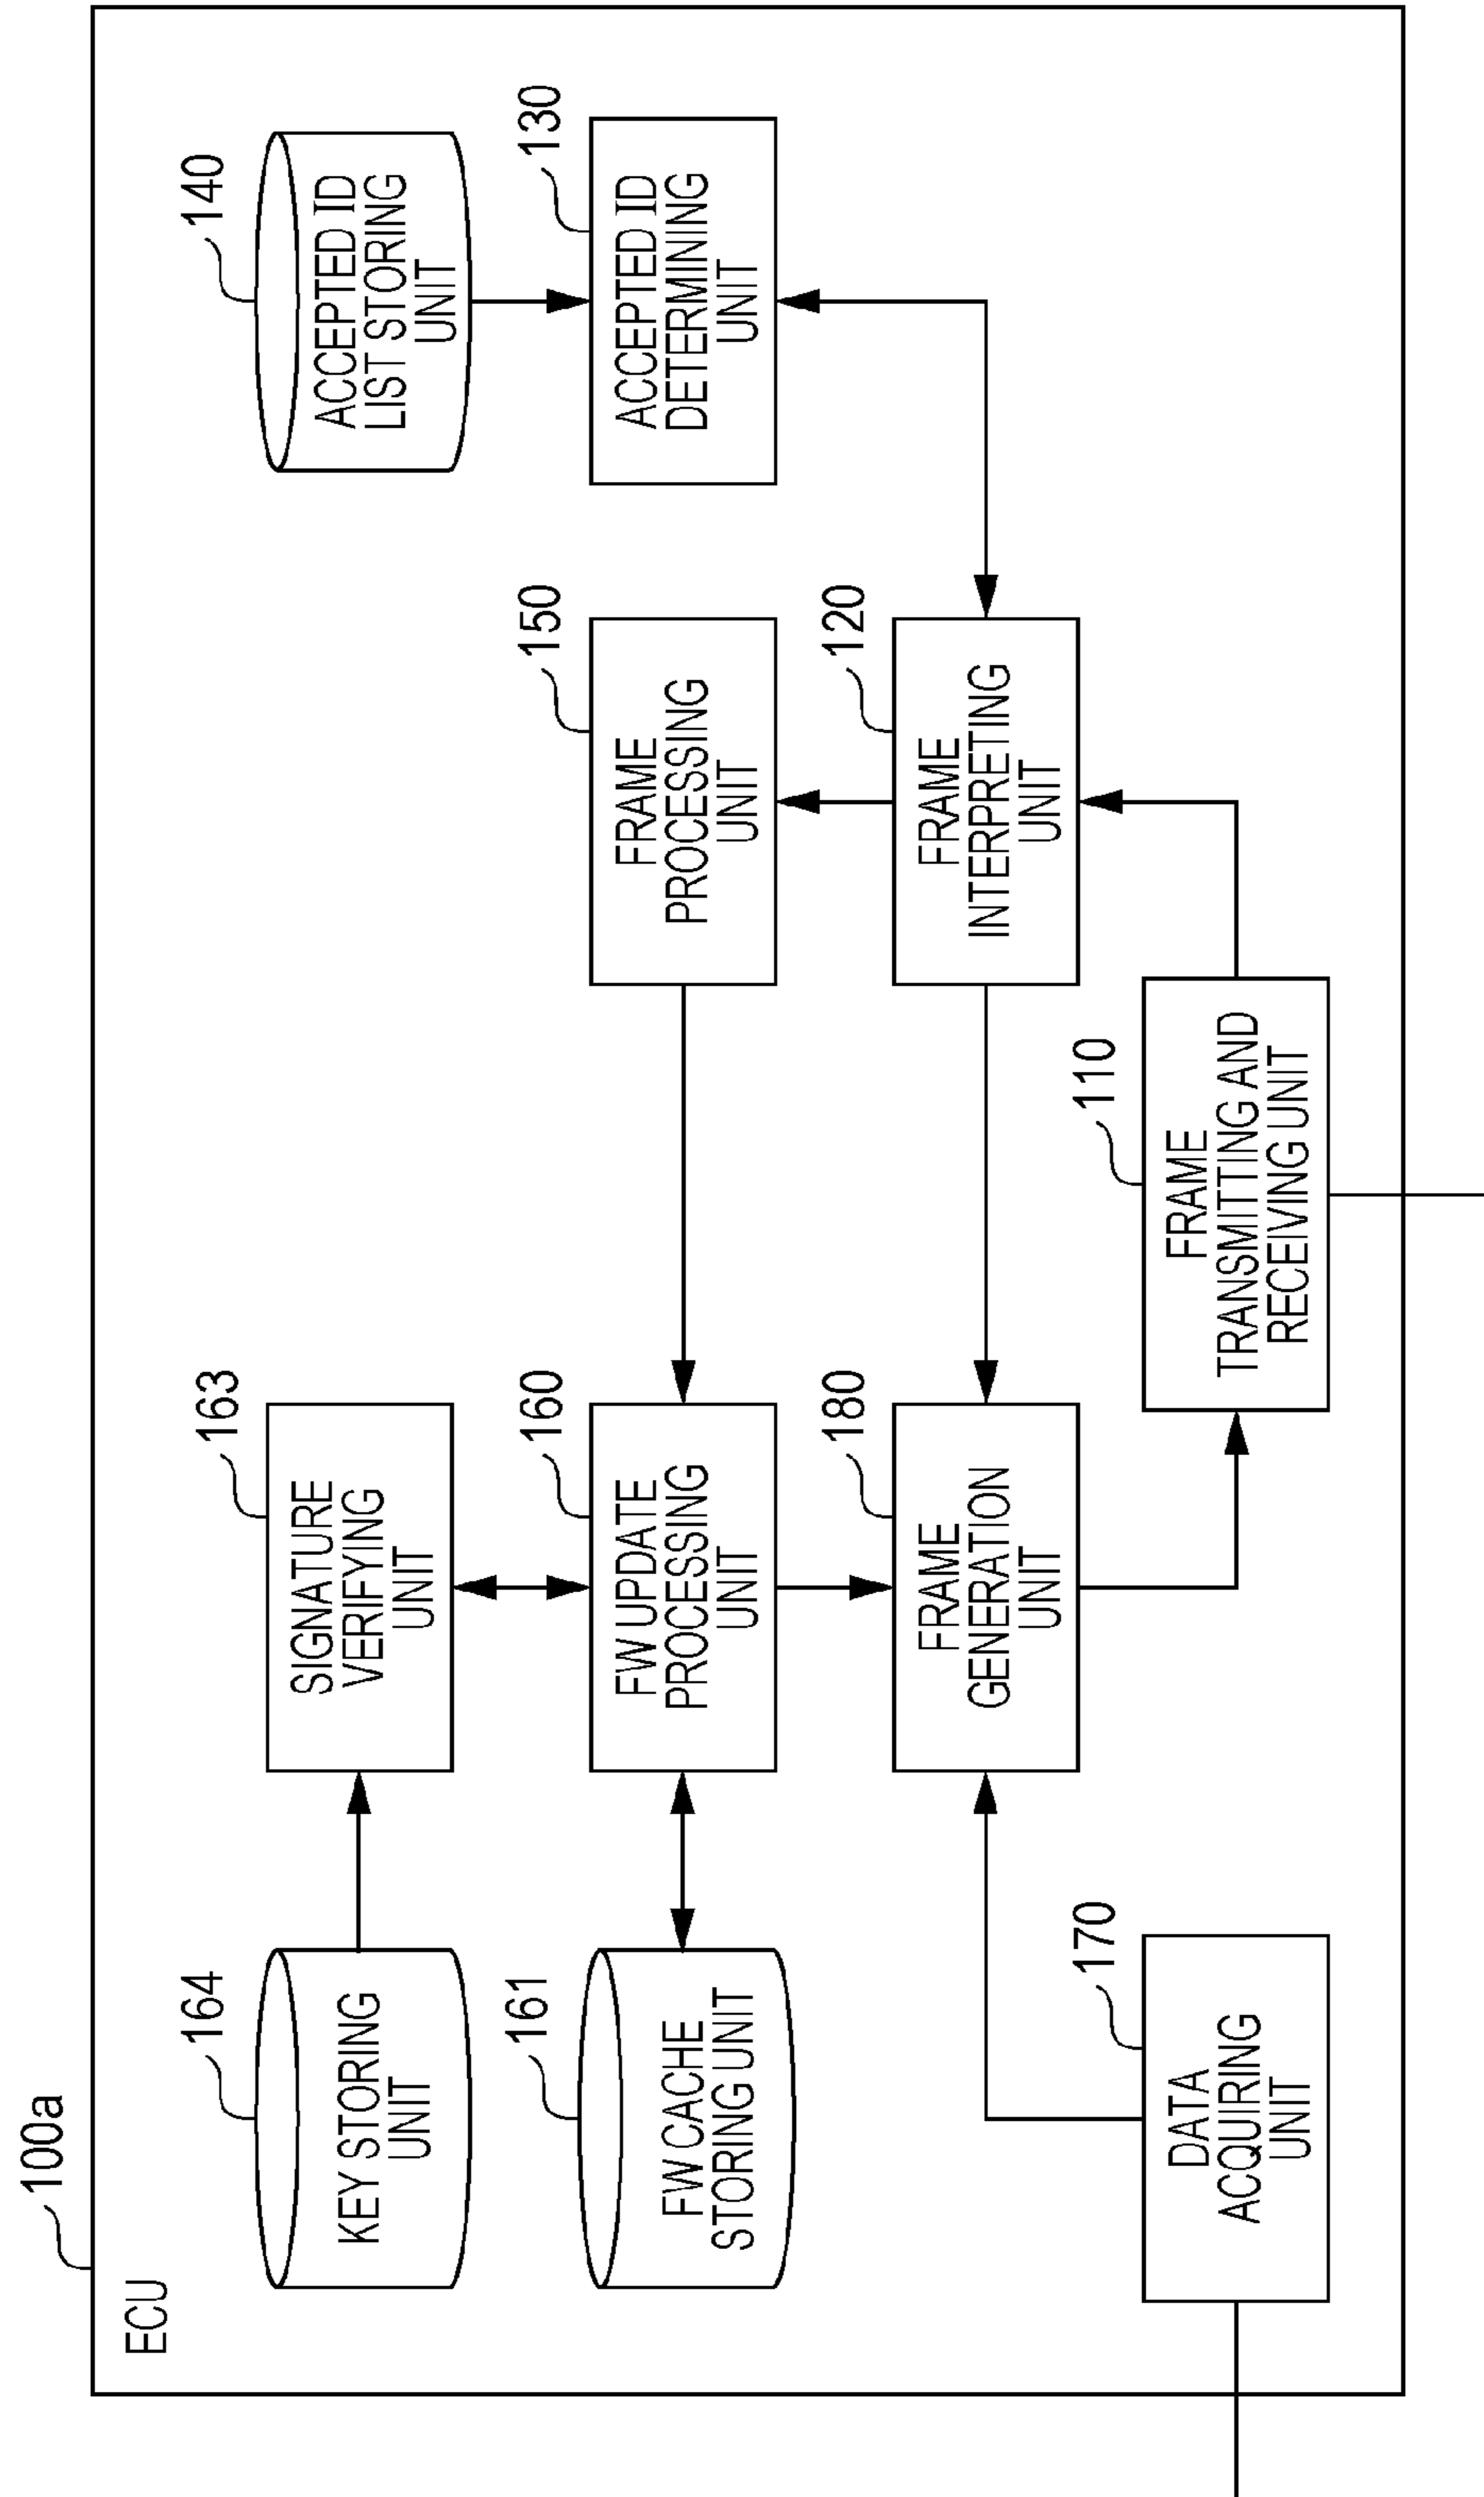 100a
ECU
164
KEY STORING
UNIT
163
SIGNATURE
VERIFYING
UNIT
140
ACCEPTED ID
LIST STORING
UNIT
161
FW CACHE
STORING UNIT
160
FW UPDATE
PROCESSING
UNIT
150
FRAME
PROCESSING
UNIT
130
ACCEPTED ID
DETERMINING
UNIT
180
FRAME
GENERATION
UNIT
120
FRAME
INTERPRETING
UNIT
170
DATA
ACQUIRING
UNIT
110
FRAME
TRANSMITTING AND
RECEIVING UNIT